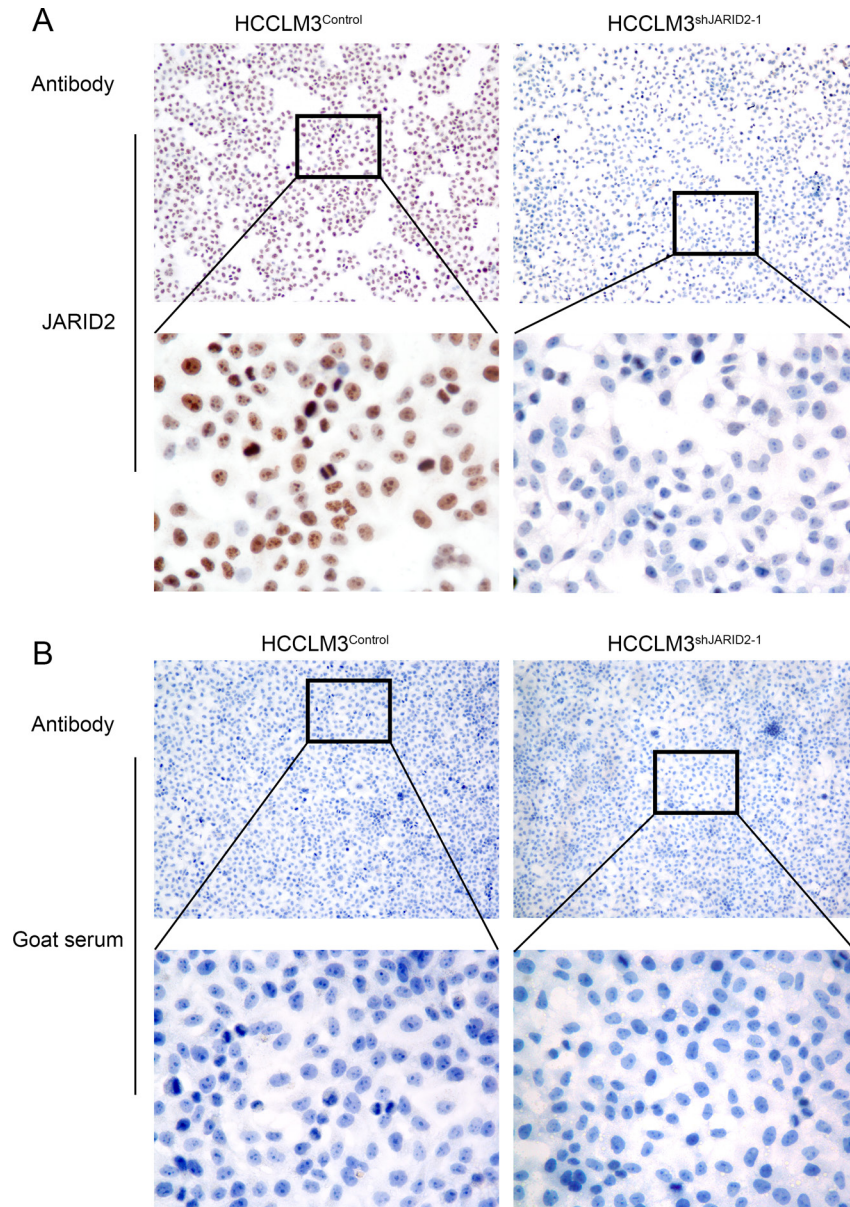 A
HCCLM3Control
HCCLM3shJARID2-1
Antibody
JARID2
B
HCCLM3Control
HCCLM3shJARID2-1
Antibody
Goat serum